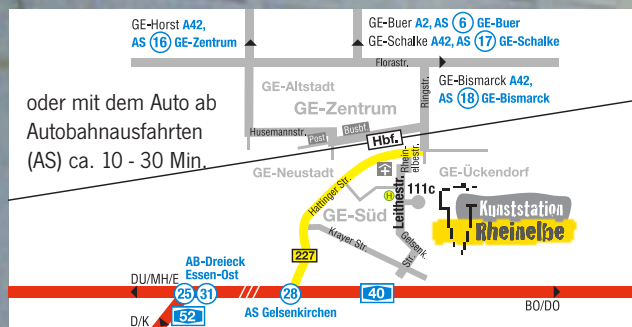 GE-Horst A42,
AS 16 GE-Zentrum
GE-Buer A2, AS 6 GE-Buer
GE-Schalke A42, AS 17 GE-Schalke
Florastr.
GE-Bismarck A42,
AS 18 GE-Bismarck
Ringstr.
GE-Altstadt
GE-Zentrum
oder mit dem Auto ab
Autobahnausfahrten
(AS) ca. 10 - 30 Min.
Husemannstr.
Post
Busbf.
Hbf.
Rhein-
elbestr.
GE-Neustadt
GE-Ückendorf
Hattinger Str.
Leithestr.
111c
H
GE-Süd
Kunststation
Rheinelbe
Krayer Str.
Gelsenk.
Str.
227
AB-Dreieck
Essen-Ost
DU/MH/E
25 31
28
40
BO/DO
D/K
52
AS Gelsenkirchen